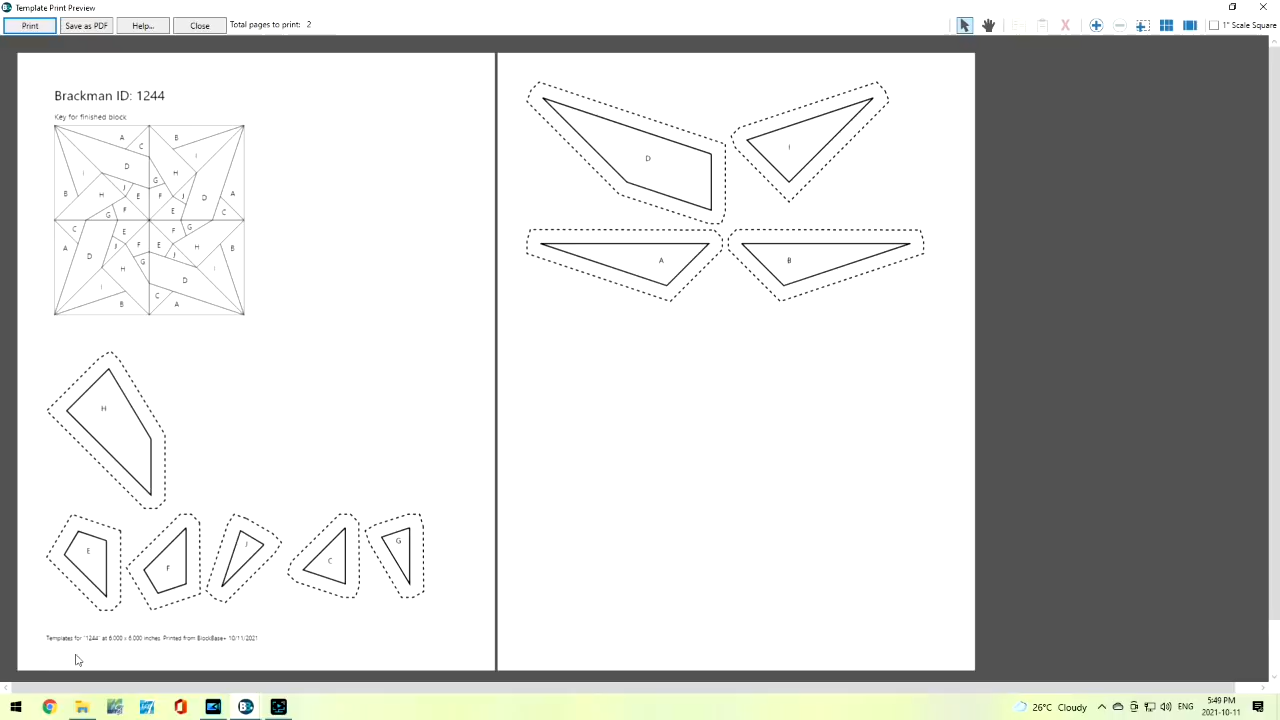 Template Print Preview
Print Save as PDF Help... Close Total pages to print: 2 1" Scale Square
Brackman ID: 1244
Key for finished block
A C B
D I
I G H
J J
B H E F D A
F E
G C
C E F G
A D J F E H B
G J
H I
I D
C
B A
H
E F J C G
Templates for "1244" at 6.000 x 6.000 inches Printed from BlockBase+ 10/11/2021
D I
A B
26°C Cloudy ENG 5:49 PM
2021-10-11